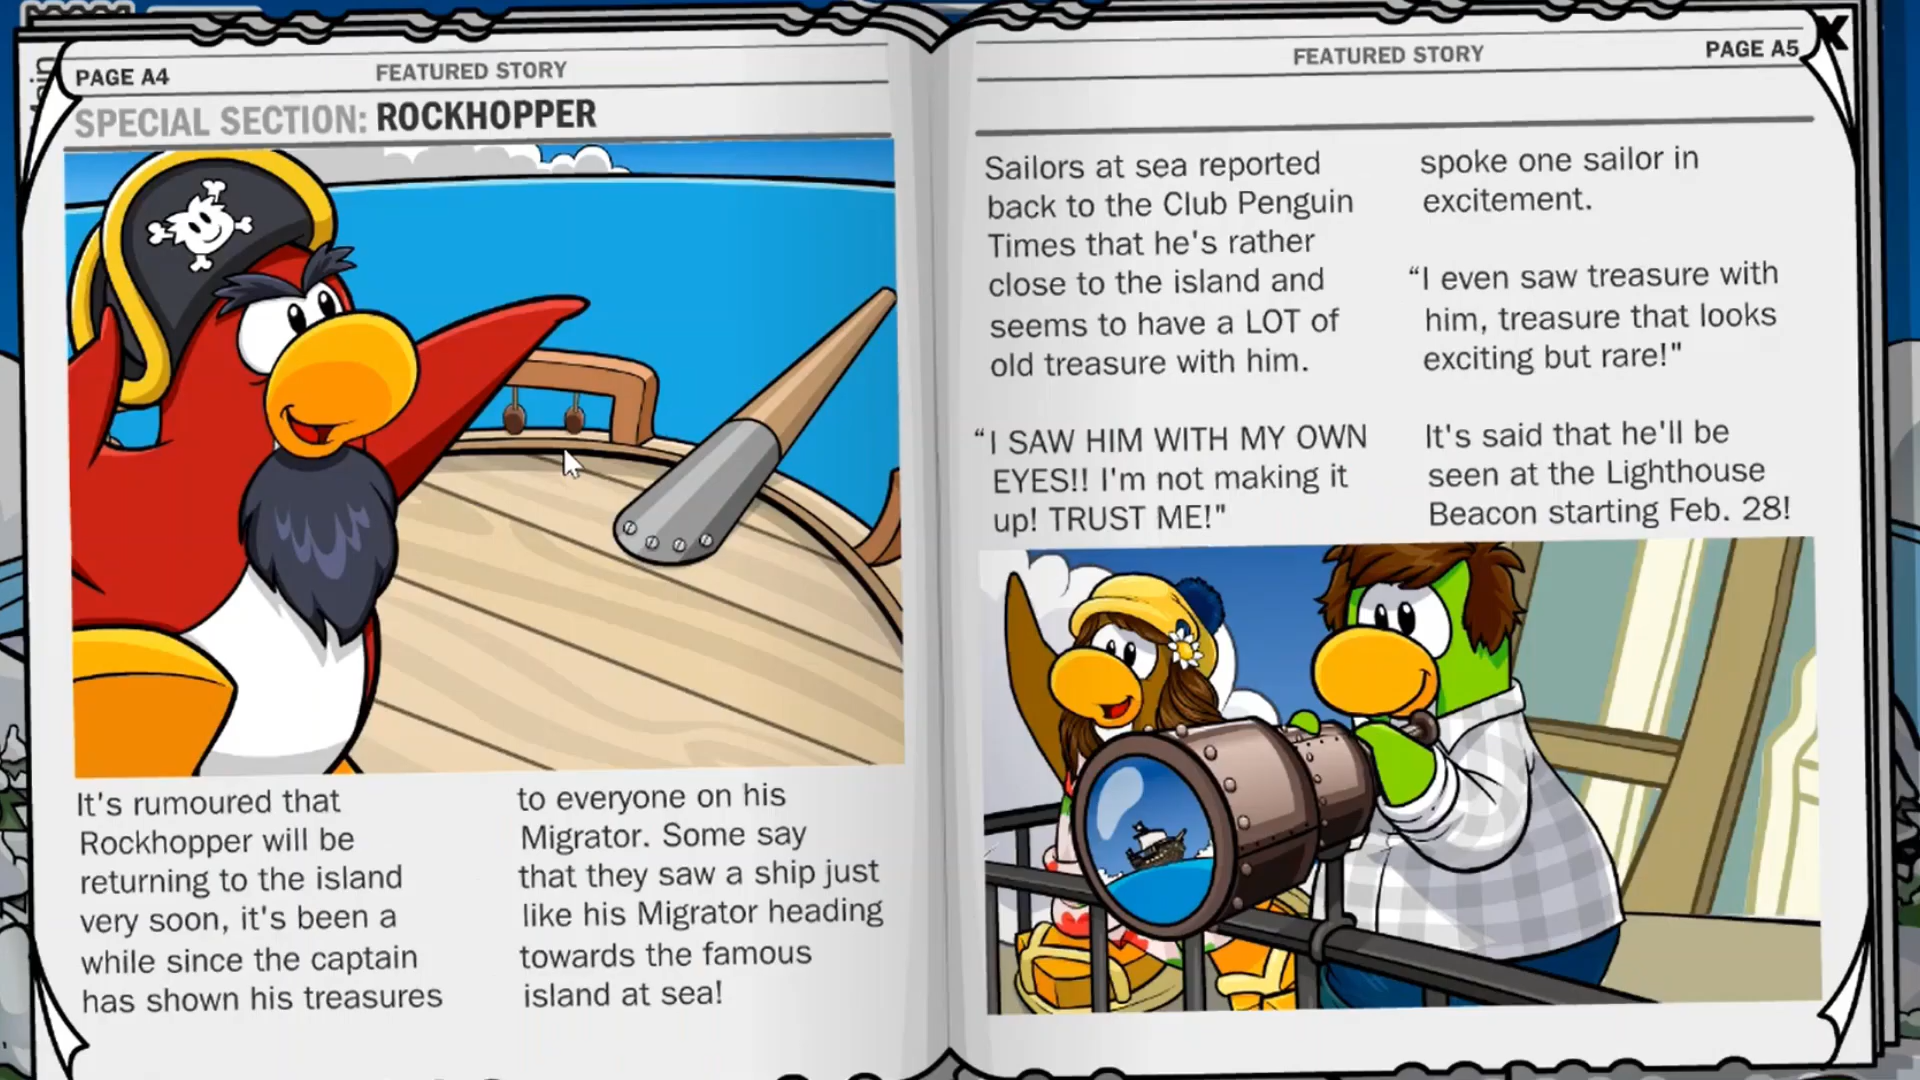 PAGE A4
FEATURED STORY
SPECIAL SECTION: ROCKHOPPER
It's rumoured that
Rockhopper will be
returning to the island
very soon, it's been a
while since the captain
has shown his treasures
to everyone on his
Migrator. Some say
that they saw a ship just
like his Migrator heading
towards the famous
island at sea!
FEATURED STORY
PAGE A5
Sailors at sea reported
back to the Club Penguin
Times that he's rather
close to the island and
seems to have a LOT of
old treasure with him.
“I SAW HIM WITH MY OWN
EYES!! I'm not making it
up! TRUST ME!"
spoke one sailor in
excitement.
“I even saw treasure with
him, treasure that looks
exciting but rare!"
It's said that he'll be
seen at the Lighthouse
Beacon starting Feb. 28!